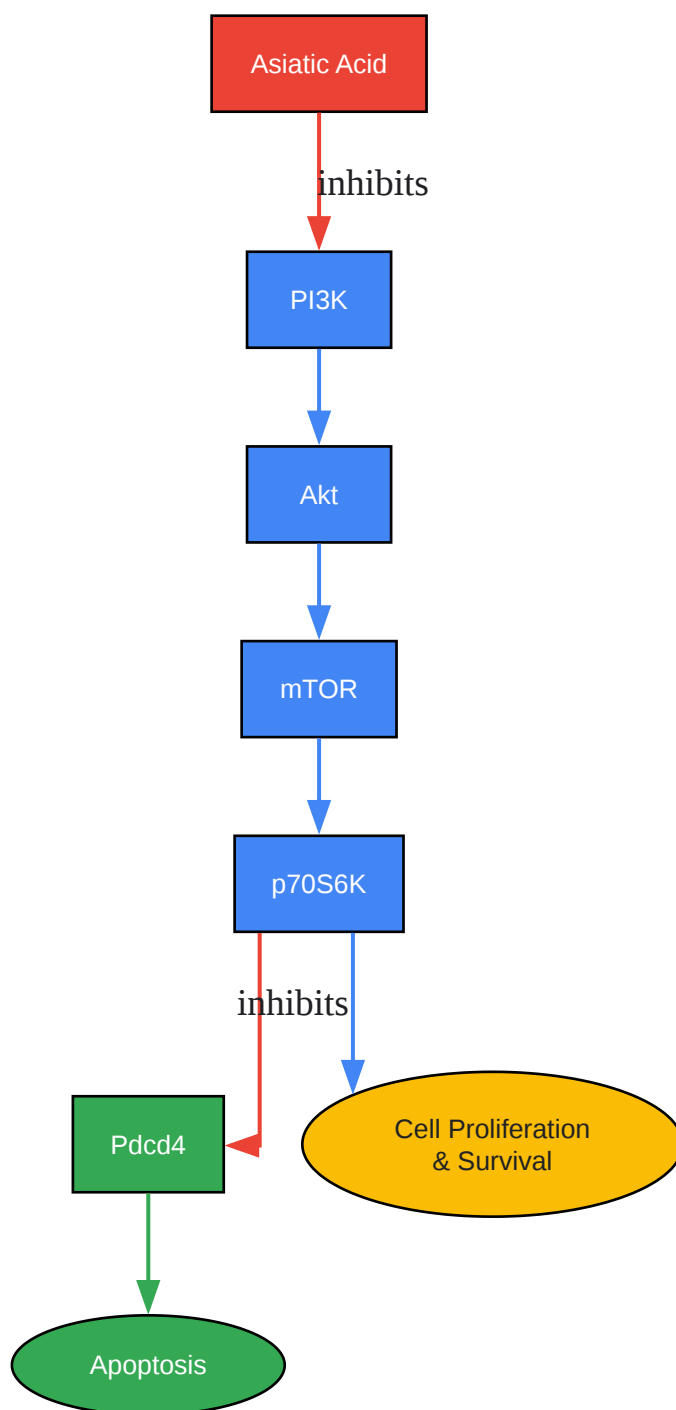 Asiatic Acid
inhibits
PI3K
Akt
mTOR
p70S6K
inhibits
Pdcd4
Cell Proliferation
& Survival
Apoptosis